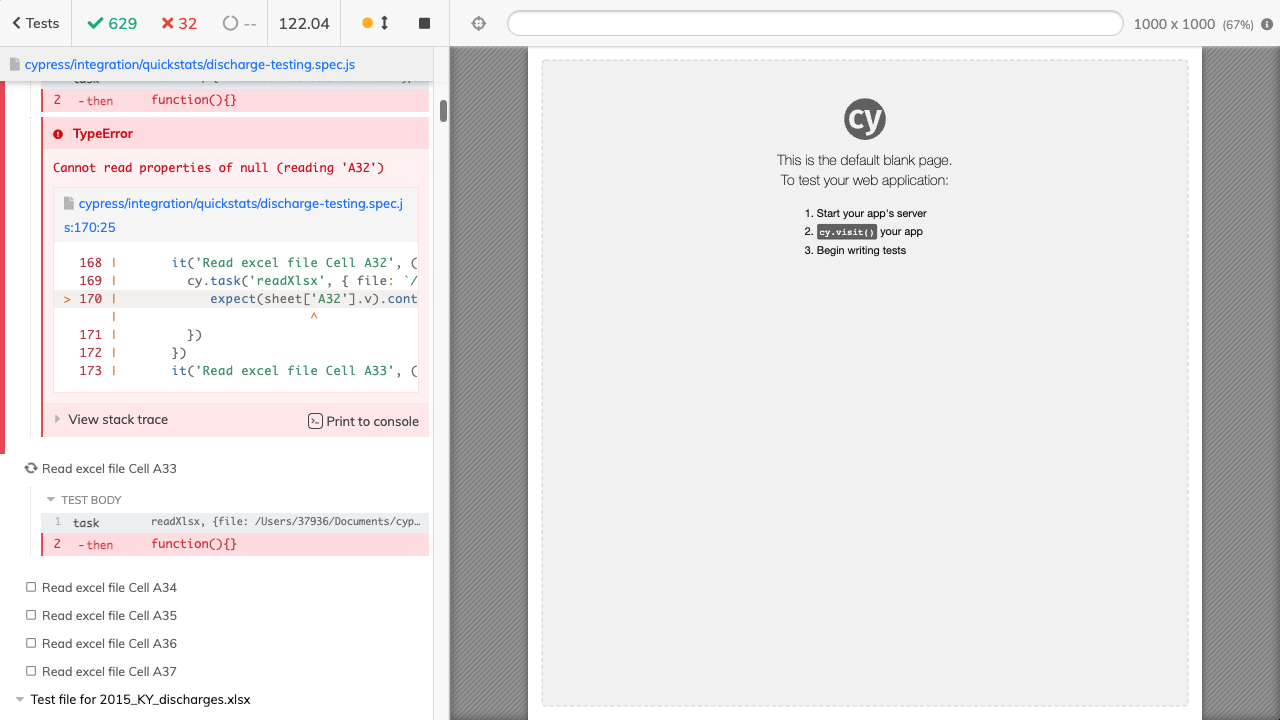 Tests
629
32
--
122.04
1000 x 1000 (67%)
cypress/integration/quickstats/discharge-testing.spec.js
2 -then function(){}
TypeError
Cannot read properties of null (reading 'A32')
cypress/integration/quickstats/discharge-testing.spec.j
s:170:25
168 | it('Read excel file Cell A32', (
169 | cy.task('readXlsx', { file: `/
> 170 | expect(sheet['A32'].v).cont
| ^
171 | })
172 | })
173 | it('Read excel file Cell A33', (
View stack trace
Print to console
Read excel file Cell A33
TEST BODY
1 task readXlsx, {file: /Users/37936/Documents/cyp...
2 -then function(){}
Read excel file Cell A34
Read excel file Cell A35
Read excel file Cell A36
Read excel file Cell A37
Test file for 2015_KY_discharges.xlsx
cy
This is the default blank page.
To test your web application:
1. Start your app's server
2. cy.visit() your app
3. Begin writing tests